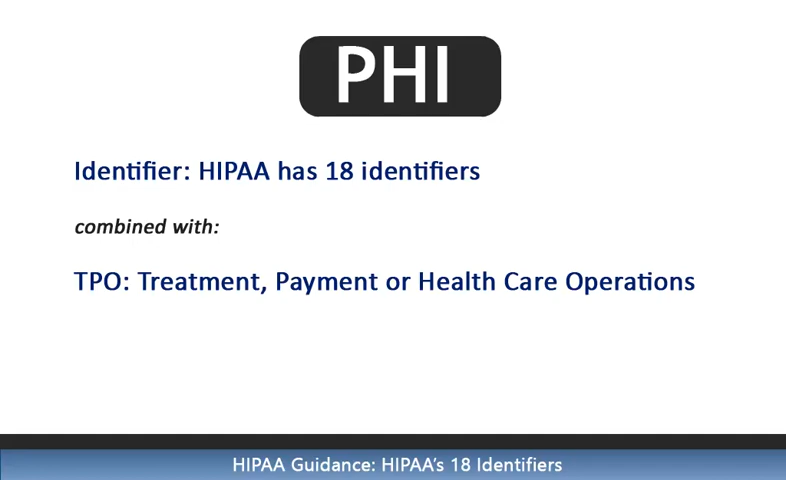 PHI
Identifier: HIPAA has 18 identifiers
combined with:
TPO: Treatment, Payment or Health Care Operations
HIPAA Guidance: HIPAA's 18 Identifiers